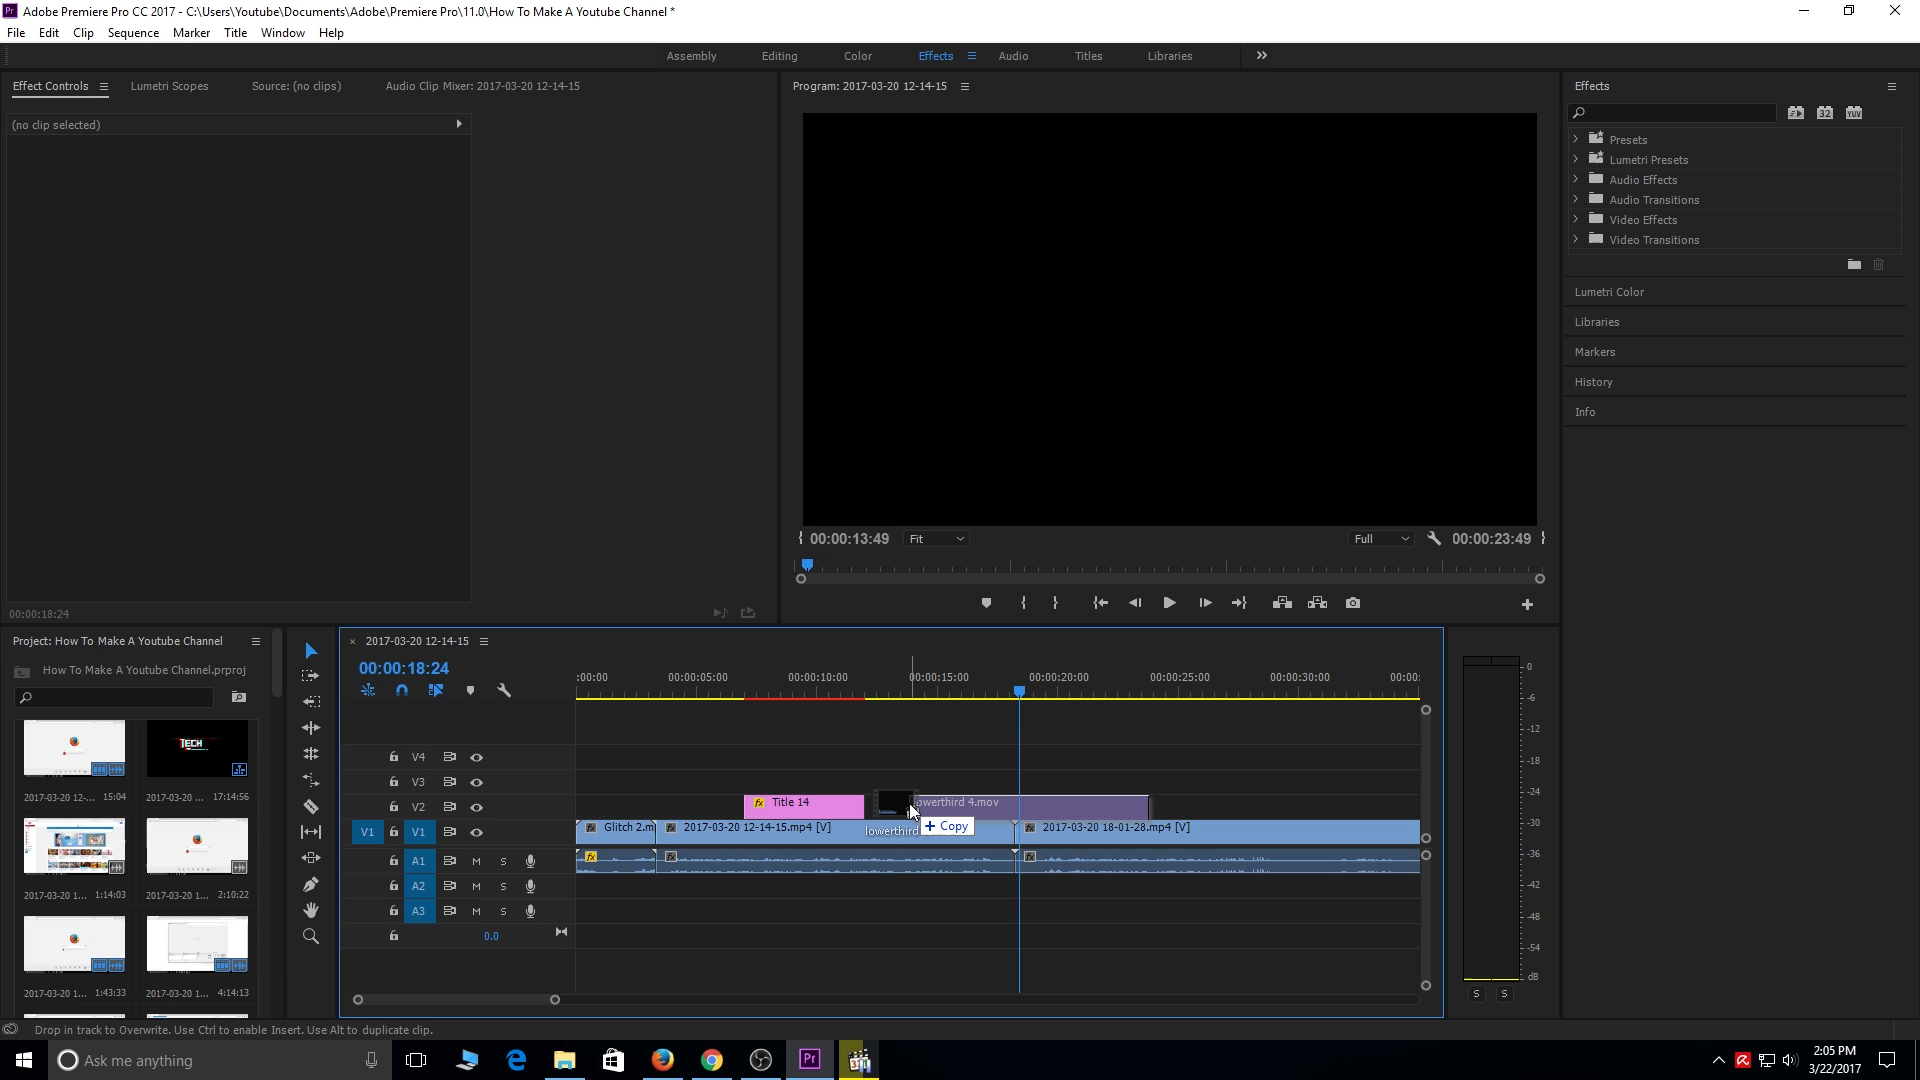 Pr Adobe Premiere Pro CC 2017 - C:\Users\Youtube\Documents\Adobe\Premiere Pro\11.0\How To Make A Youtube Channel *
File Edit Clip Sequence Marker Title Window Help
Assembly Editing Color Effects Audio Titles Libraries
Effect Controls Lumetri Scopes Source: (no clips) Audio Clip Mixer: 2017-03-20 12-14-15
(no clip selected)
00:00:18:24
Program: 2017-03-20 12-14-15
00:00:13:49 Fit Full 00:00:23:49
Effects
32 YUV
Presets
Lumetri Presets
Audio Effects
Audio Transitions
Video Effects
Video Transitions
Lumetri Color
Libraries
Markers
History
Info
Project: How To Make A Youtube Channel
How To Make A Youtube Channel.prproj
TECH
2017-03-20 12-... 15:04 2017-03-20 ... 17:14:56
2017-03-20 1... 1:14:03 2017-03-20 1... 2:10:22
2017-03-20 1... 1:43:33 2017-03-20 1... 4:14:13
× 2017-03-20 12-14-15
00:00:18:24
:00:00 00:00:05:00 00:00:10:00 00:00:15:00 00:00:20:00 00:00:25:00 00:00:30:00 00:00:
V4
V3
V2 fx Title 14 owerthird 4.mov
V1 V1 fx Glitch 2.m fx 2017-03-20 12-14-15.mp4 [V] lowerthird + Copy fx 2017-03-20 18-01-28.mp4 [V]
A1 M S fx fx fx
A2 M S
A3 M S
0.0
0
-6
-12
-18
-24
-30
-36
-42
-48
-54
dB
S S
Drop in track to Overwrite. Use Ctrl to enable Insert. Use Alt to duplicate clip.
Ask me anything Pr 2:05 PM
3/22/2017